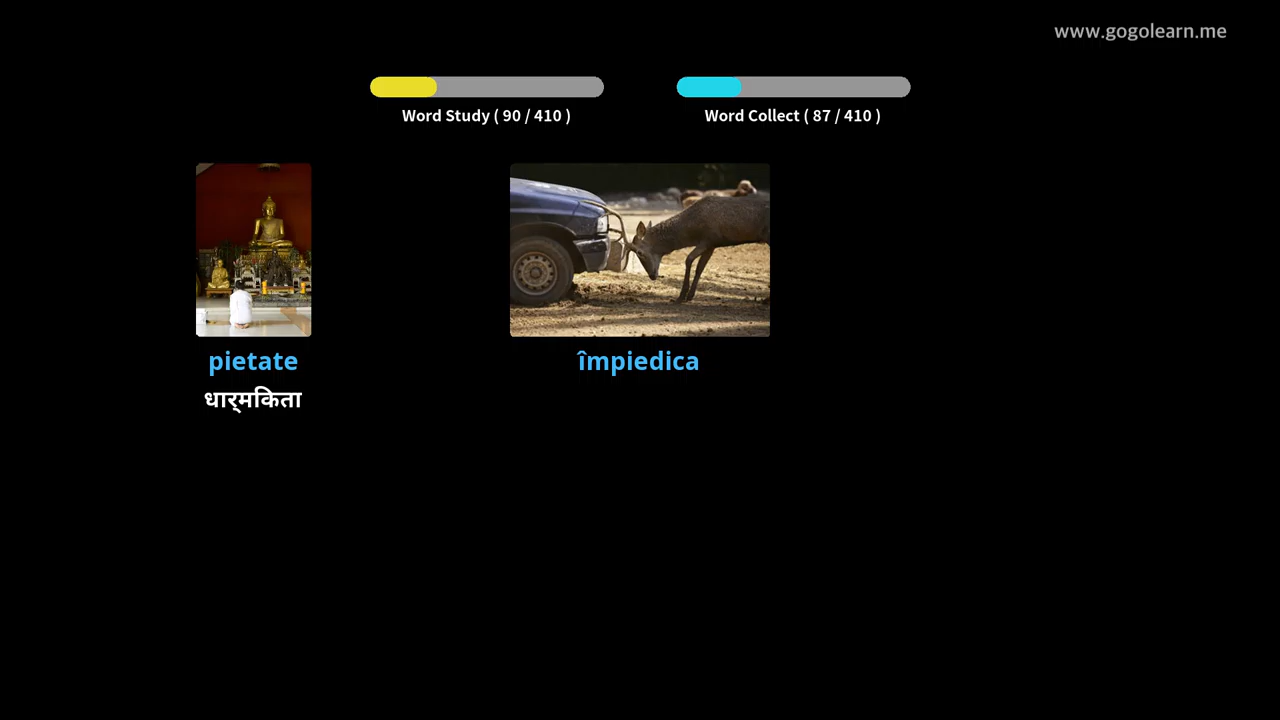 www.gogolearn.me
Word Study ( 90 / 410 )
Word Collect ( 87 / 410 )
pietate
împiedica
धार्मिकता